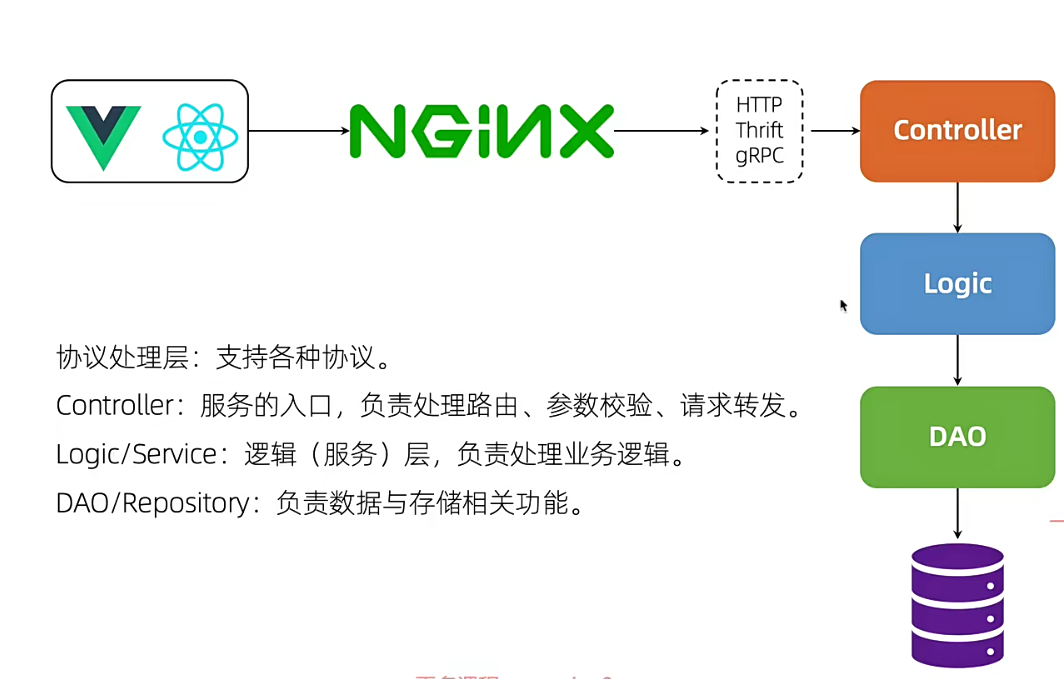 NGiNX
HTTP
Thrift
gRPC
Controller
Logic
DAO
协议处理层：支持各种协议。
Controller：服务的入口，负责处理路由、参数校验、请求转发。
Logic/Service：逻辑（服务）层，负责处理业务逻辑。
DAO/Repository：负责数据与存储相关功能。